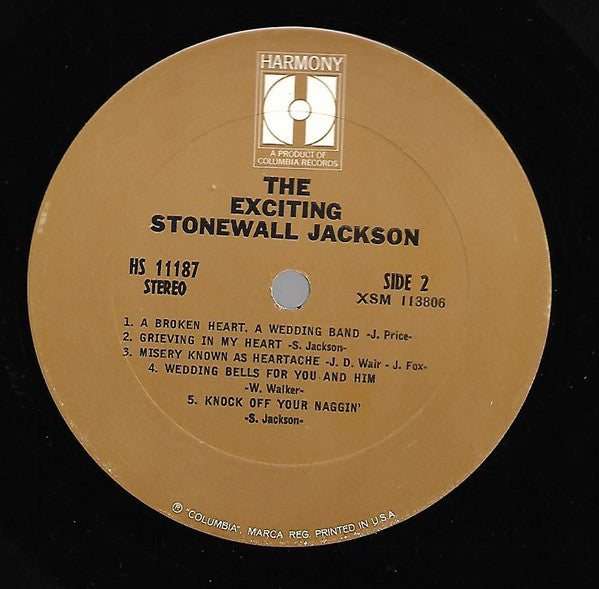 HARMONY
A PRODUCT OF
COLUMBIA RECORDS
THE
EXCITING
STONEWALL JACKSON
HS 11187
STEREO
SIDE 2
XSM 113806
1. A BROKEN HEART. A WEDDING BAND -J. Price-
2. GRIEVING IN MY HEART -S. Jackson-
3. MISERY KNOWN AS HEARTACHE -J. D. Wair - J. Fox-
4. WEDDING BELLS FOR YOU AND HIM
-W. Walker-
5. KNOCK OFF YOUR NAGGIN'
-S. Jackson-
℗ "COLUMBIA", MARCA REG. PRINTED IN U.S.A.